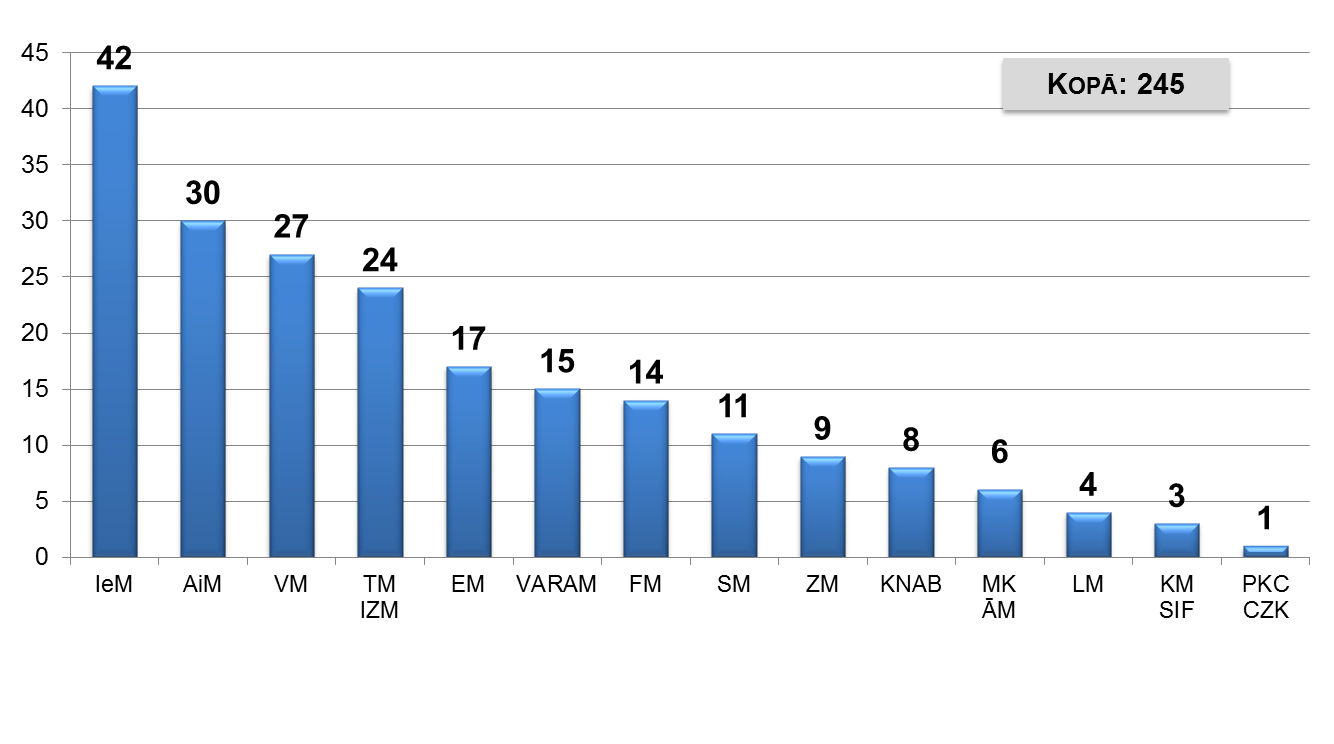 45
40
35
30
25
20
15
10
5
0
42
30
27
24
17
15
14
11
9
8
6
4
3
1
KOPĀ: 245
IeM
AiM
VM
TM
IZM
EM
VARAM
FM
SM
ZM
KNAB
MK
ĀM
LM
KM
SIF
PKC
CZK